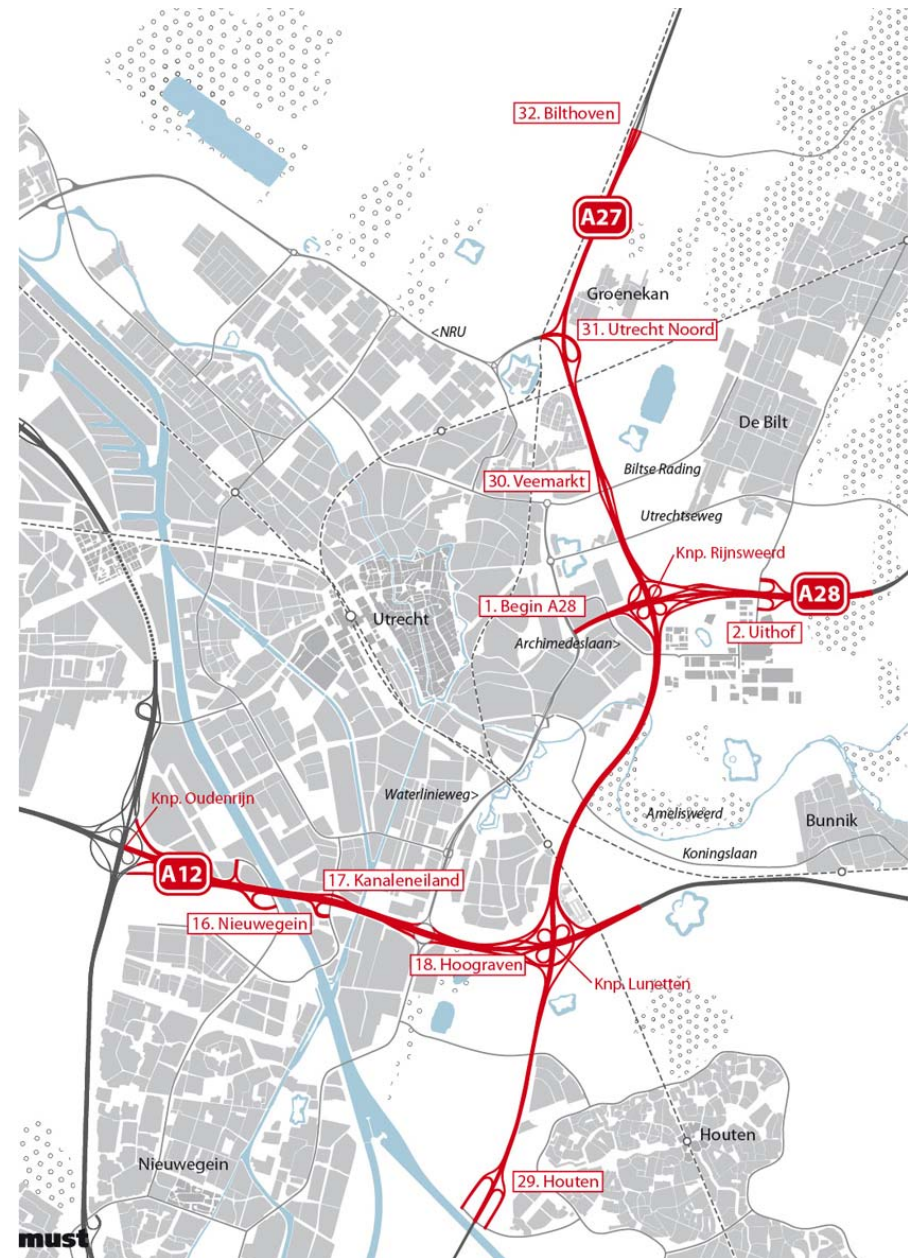 32. Bilthoven
A27
Groenekan
<NRU
31. Utrecht Noord
De Bilt
Biltse Rading
30. Veemarkt
Utrechtseweg
Knp. Rijnsweerd
A28
1. Begin A28
Utrecht
2. Uithof
Archimedeslaan>
Waterlinieweg>
Knp. Oudenrijn
Amelisweerd
Bunnik
Koningslaan
A12
17. Kanaleneiland
16. Nieuwegein
18. Hoograven
Knp. Lunetten
Houten
Nieuwegein
29. Houten
must